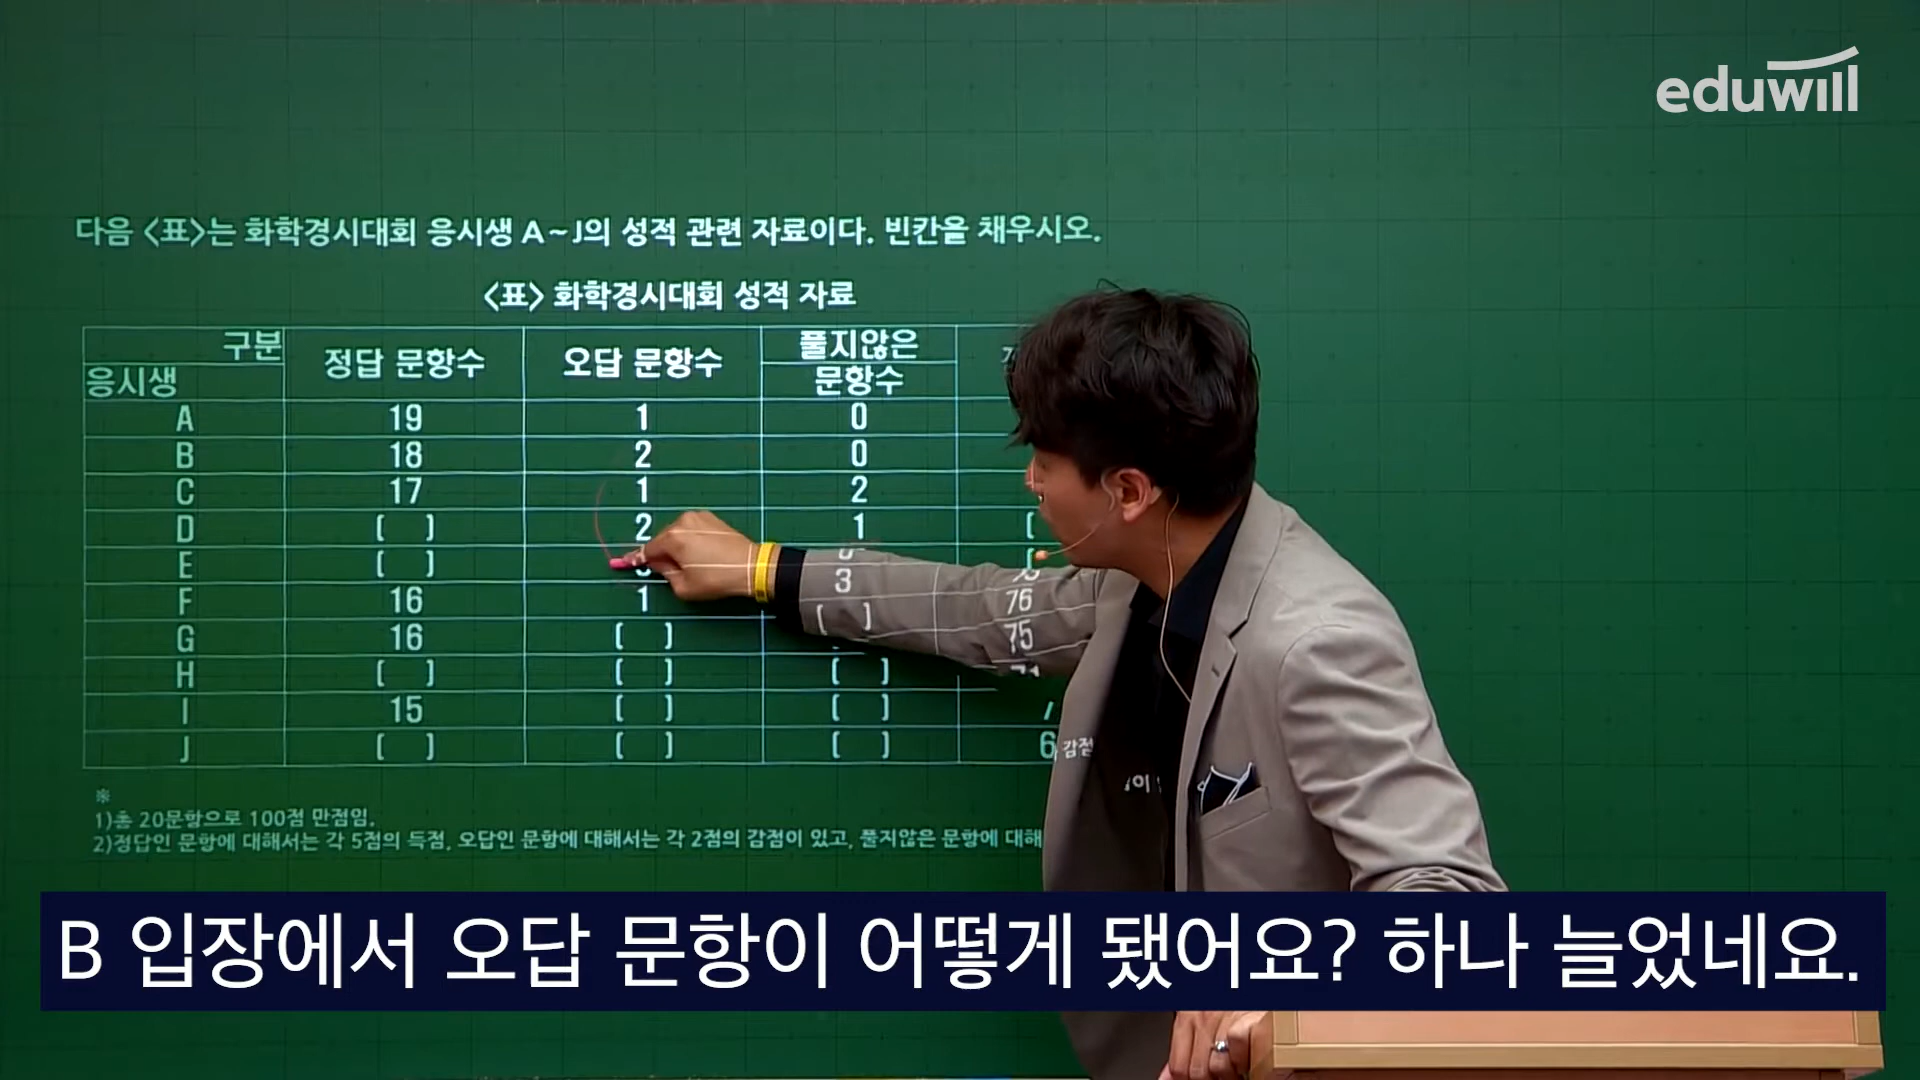 eduwill
다음 〈표〉는 화학경시대회 응시생 A~J의 성적 관련 자료이다. 빈칸을 채우시오.
〈표〉 화학경시대회 성적 자료
구분 정답 문항수 오답 문항수 풀지않은 문항수
응시생
A 19 1 0
B 18 2 0
C 17 1 2
D ( ) 2 1 (
E ( )
3
F 16 1 ( ) 76
G 16 ( ) 75
H ( ) ( ) ( )
I 15 ( ) ( )
J ( ) ( ) ( ) 6
감점
※
1)총 20문항으로 100점 만점임.
2)정답인 문항에 대해서는 각 5점의 득점, 오답인 문항에 대해서는 각 2점의 감점이 있고, 풀지않은 문항에 대해
B 입장에서 오답 문항이 어떻게 됐어요? 하나 늘었네요.